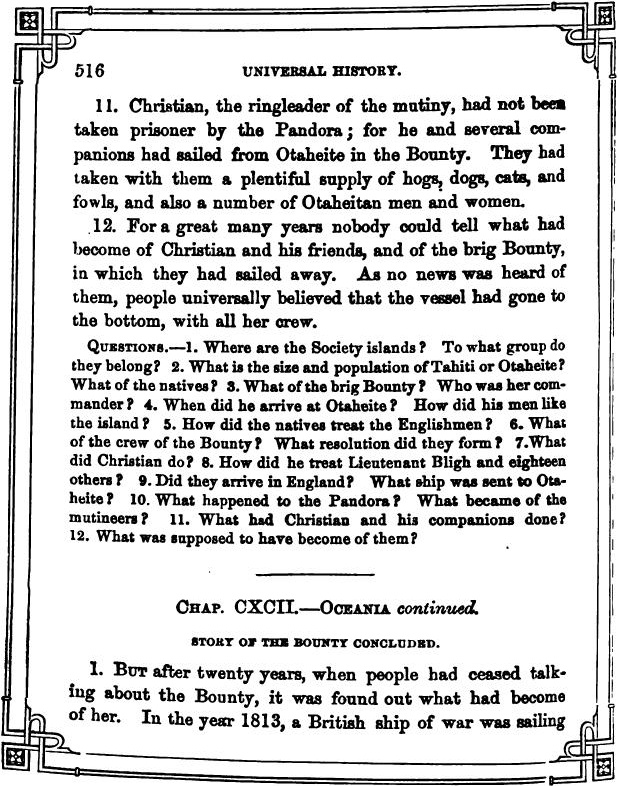 516 UNIVERSAL HISTORY.
11. Christian, the ringleader of the mutiny, had not been
taken prisoner by the Pandora; for he and several com-
panions had sailed from Otaheite in the Bounty. They had
taken with them a plentiful supply of hogs, dogs, cats, and
fowls, and also a number of Otaheitan men and women.
12. For a great many years nobody could tell what had
become of Christian and his friends, and of the brig Bounty,
in which they had sailed away. As no news was heard of
them, people universally believed that the vessel had gone to
the bottom, with all her crew.
QUESTIONS.—1. Where are the Society islands? To what group do
they belong? 2. What is the size and population of Tahiti or Otaheite?
What of the natives? 3. What of the brig Bounty? Who was her com-
mander? 4. When did he arrive at Otaheite? How did his men like
the island? 5. How did the natives treat the Englishmen? 6. What
of the crew of the Bounty? What resolution did they form? 7. What
did Christian do? 8. How did he treat Lieutenant Bligh and eighteen
others? 9. Did they arrive in England? What ship was sent to Ota-
heite? 10. What happened to the Pandora? What became of the
mutineers? 11. What had Christian and his companions done?
12. What was supposed to have become of them?
CHAP. CXCII.—OCEANIA continued.
STORY OF THE BOUNTY CONCLUDED.
1. BUT after twenty years, when people had ceased talk-
ing about the Bounty, it was found out what had become
of her. In the year 1813, a British ship of war was sailing